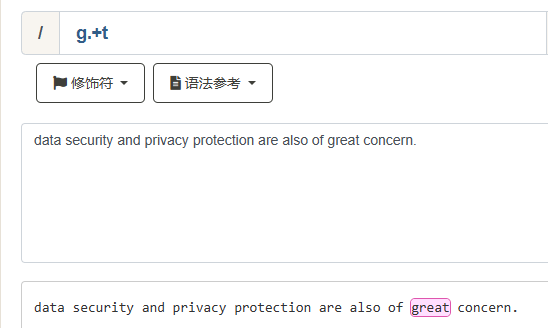 / g.+t
修饰符 语法参考
data security and privacy protection are also of great concern.
data security and privacy protection are also of great concern.